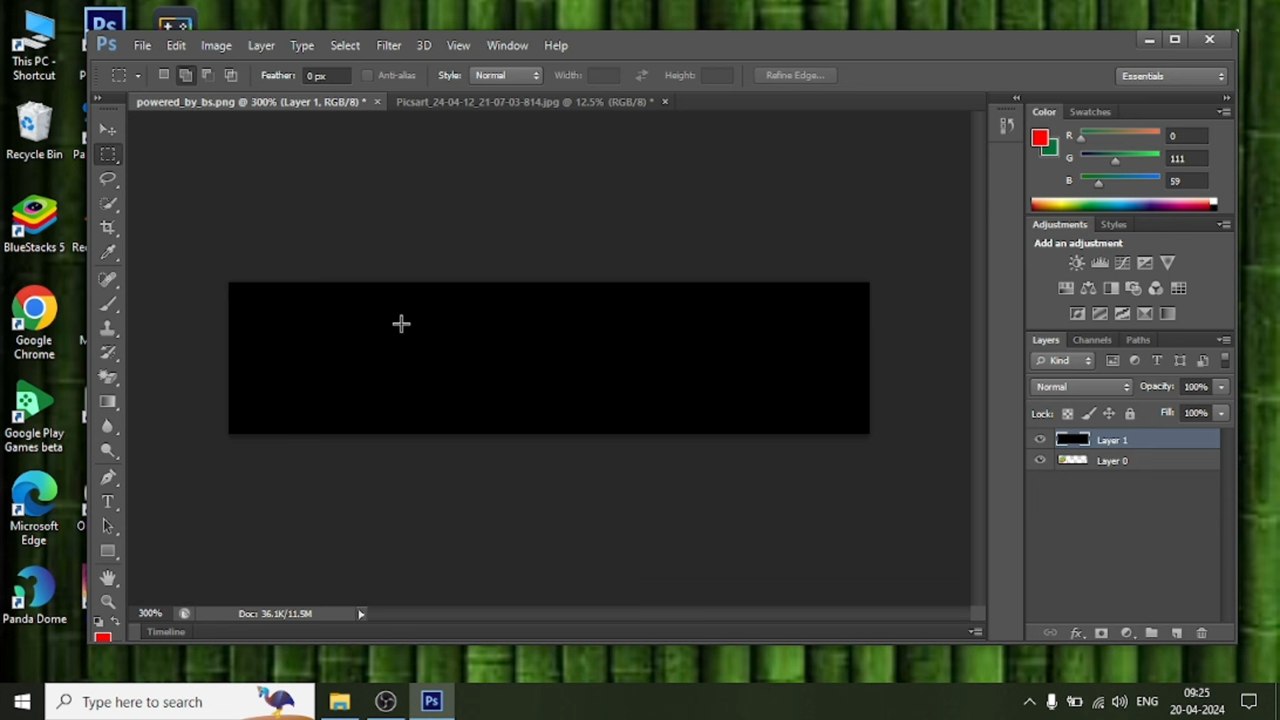 This PC - Shortcut
Recycle Bin
BlueStacks 5
Google Chrome
Google Play Games beta
Microsoft Edge
Panda Dome
Ps
Ps File Edit Image Layer Type Select Filter 3D View Window Help
Feather: 0 px Anti-alias Style: Normal Width: Height: Refine Edge... Essentials
powered_by_bs.png @ 300% (Layer 1, RGB/8) * × Picsart_24-04-12_21-07-03-814.jpg @ 12.5% (RGB/8) * ×
Color Swatches
R 0
G 111
B 59
Adjustments Styles
Add an adjustment
Layers Channels Paths
Kind
Normal Opacity: 100%
Lock: Fill: 100%
Layer 1
Layer 0
T
300% Doc: 36.1K/11.5M
Timeline
fx
Type here to search
Ps
ENG
09:25
20-04-2024